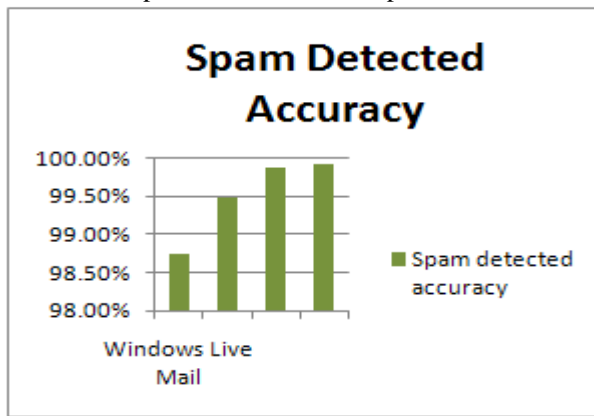 Spam Detected
Accuracy
100.00%
99.50%
99.00%
98.50%
98.00%
Windows Live
Mail
Spam detected
accuracy